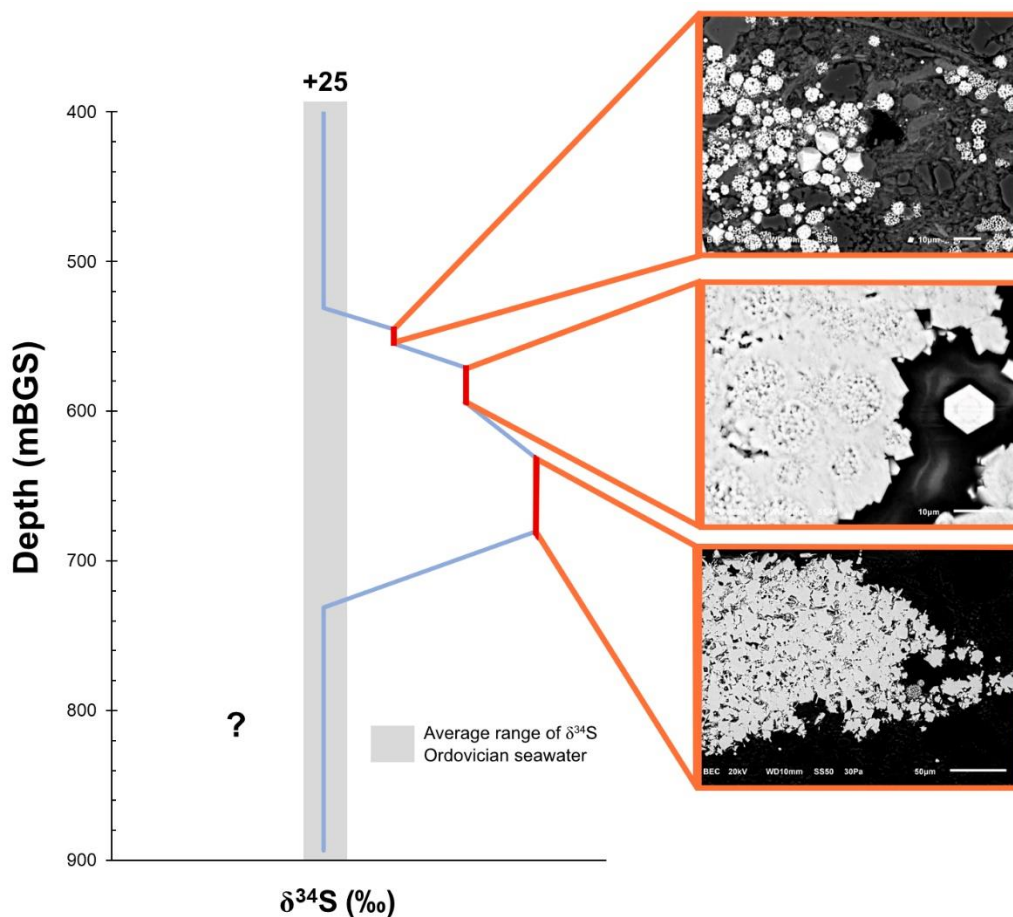 +25
400
500
600
700
800
900
Depth (mBGS)
?
Average range of δ³⁴S
Ordovician seawater
δ³⁴S (‰)
10μm
10μm
BEC 20kV WD10mm SS50 30Pa 50μm